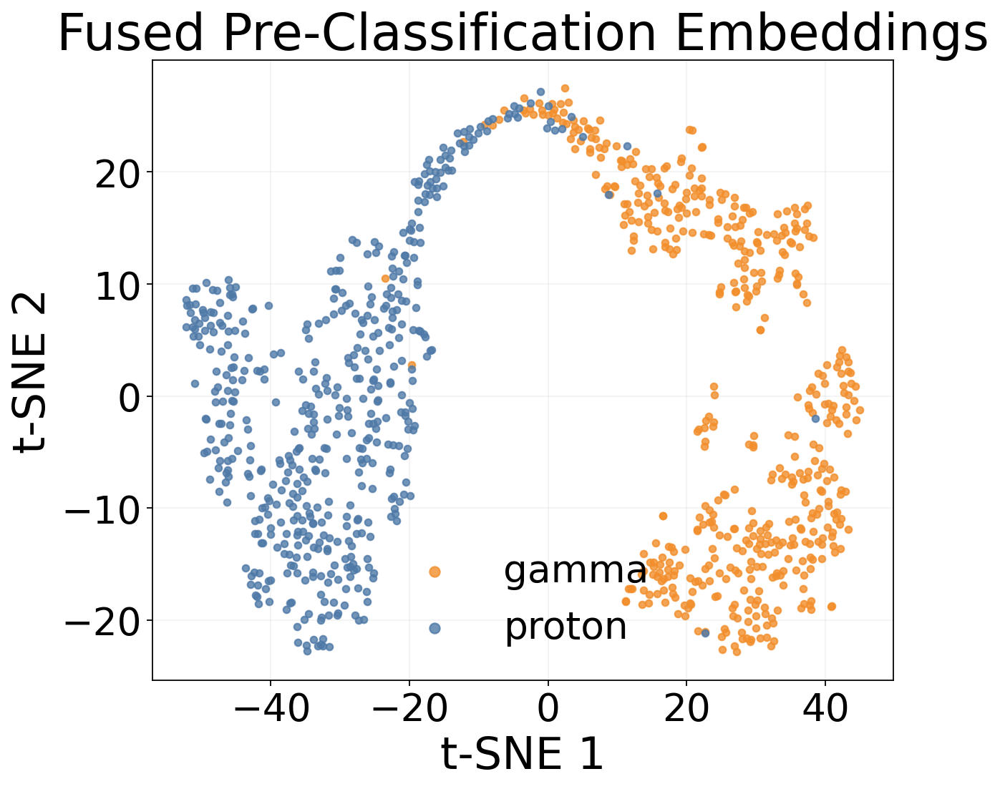 Fused Pre-Classification Embeddings
t-SNE 2
20
10
0
−10
−20
gamma
proton
−40
−20
0
20
40
t-SNE 1